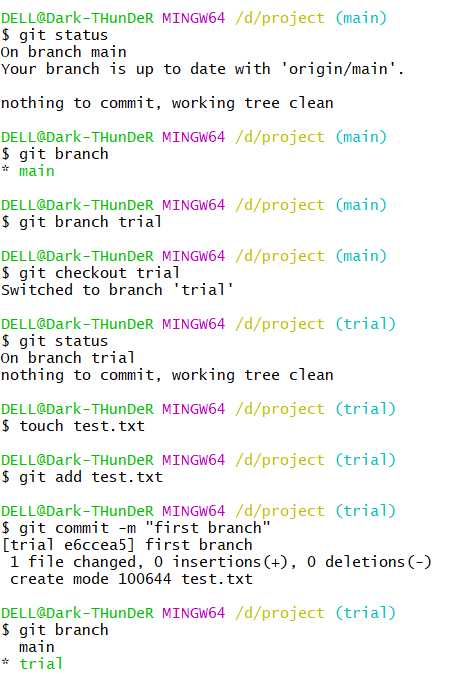 DELL@Dark-THunDeR MINGW64 /d/project (main)
$ git status
On branch main
Your branch is up to date with 'origin/main'.

nothing to commit, working tree clean

DELL@Dark-THunDeR MINGW64 /d/project (main)
$ git branch
* main

DELL@Dark-THunDeR MINGW64 /d/project (main)
$ git branch trial

DELL@Dark-THunDeR MINGW64 /d/project (main)
$ git checkout trial
Switched to branch 'trial'

DELL@Dark-THunDeR MINGW64 /d/project (trial)
$ git status
On branch trial
nothing to commit, working tree clean

DELL@Dark-THunDeR MINGW64 /d/project (trial)
$ touch test.txt

DELL@Dark-THunDeR MINGW64 /d/project (trial)
$ git add test.txt

DELL@Dark-THunDeR MINGW64 /d/project (trial)
$ git commit -m "first branch"
[trial e6ccea5] first branch
 1 file changed, 0 insertions(+), 0 deletions(-)
 create mode 100644 test.txt

DELL@Dark-THunDeR MINGW64 /d/project (trial)
$ git branch
  main
* trial